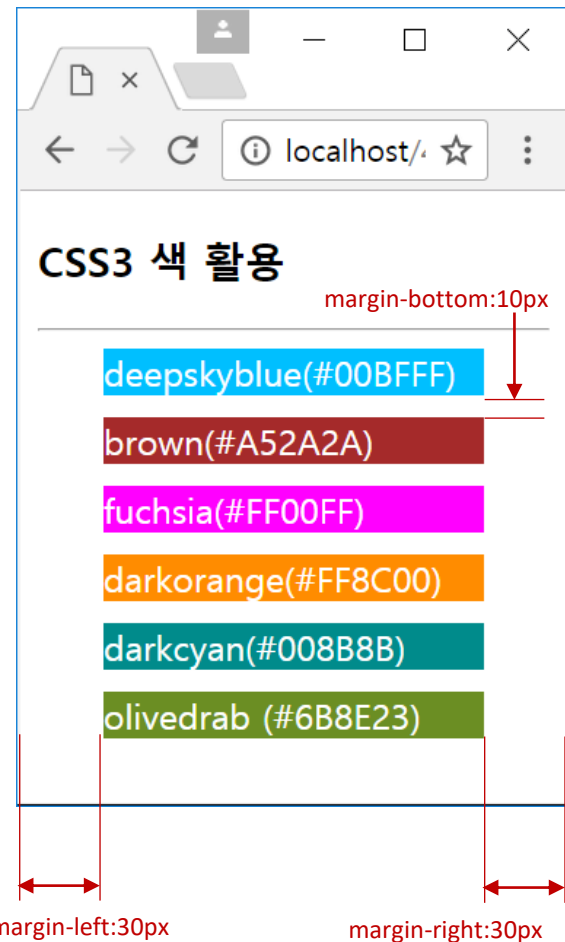 localhost/
CSS3 색 활용
margin-bottom:10px
deepskyblue(#00BFFF)
brown(#A52A2A)
fuchsia(#FF00FF)
darkorange(#FF8C00)
darkcyan(#008B8B)
olivedrab (#6B8E23)
margin-left:30px
margin-right:30px